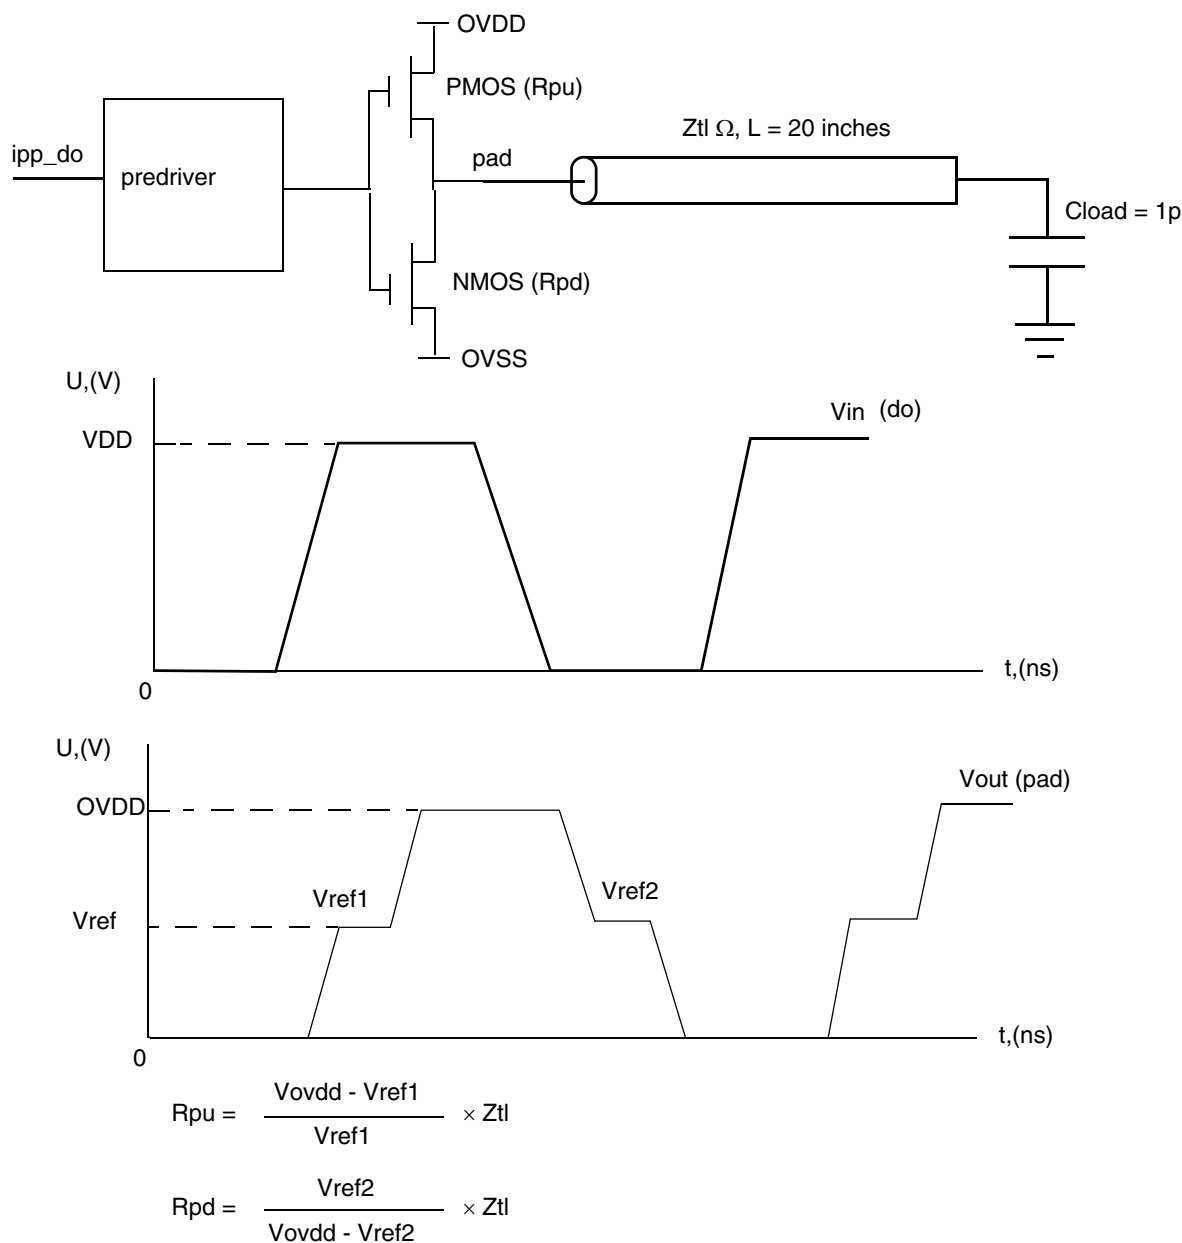 OVDD
PMOS (Rpu)
Ztl Ω, L = 20 inches
ipp_do
predriver
pad
Cload = 1p
NMOS (Rpd)
OVSS
U,(V)
VDD
Vin (do)
t,(ns)
0
U,(V)
OVDD
Vout (pad)
Vref1
Vref2
Vref
t,(ns)
0
Rpu = Vovdd - Vref1 × Ztl
Vref1
Rpd = Vref2 × Ztl
Vovdd - Vref2